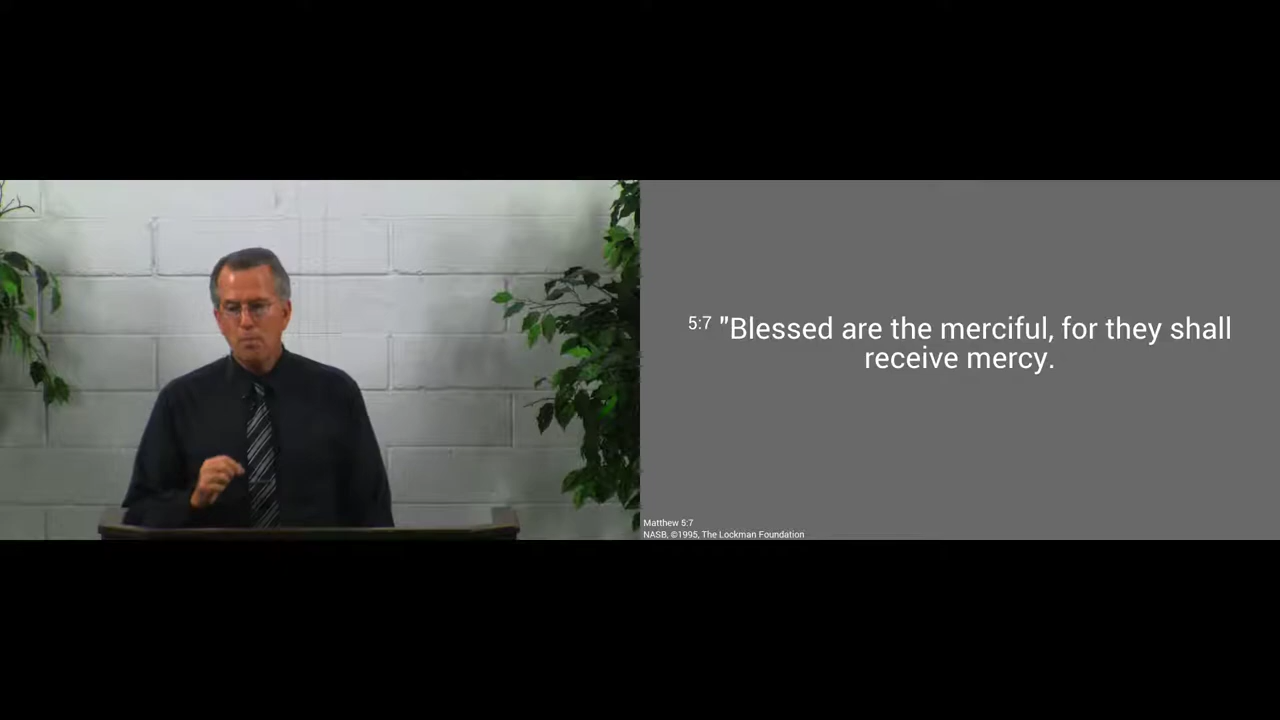 5:7 "Blessed are the merciful, for they shall
receive mercy.
Matthew 5:7
NASB, ©1995, The Lockman Foundation